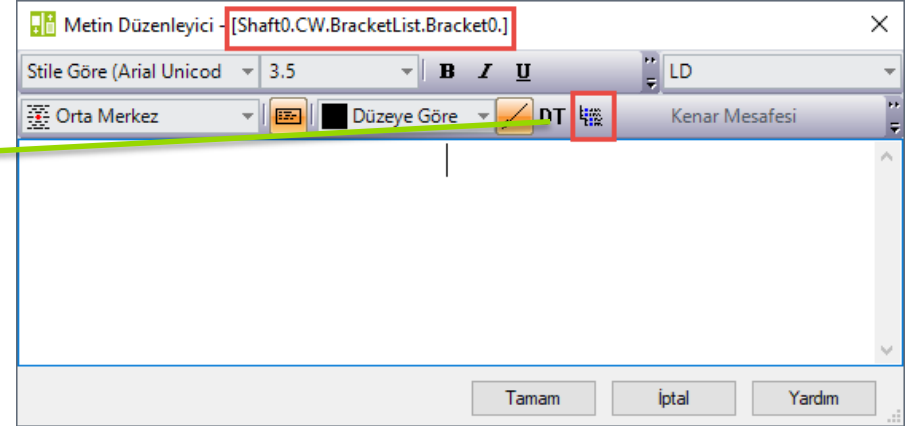 Metin Düzenleyici - [Shaft0.CW.BracketList.Bracket0.]
Stile Göre (Arial Unicod 3.5 B I U LD
Orta Merkez Düzeye Göre DT Kenar Mesafesi
Tamam İptal Yardım